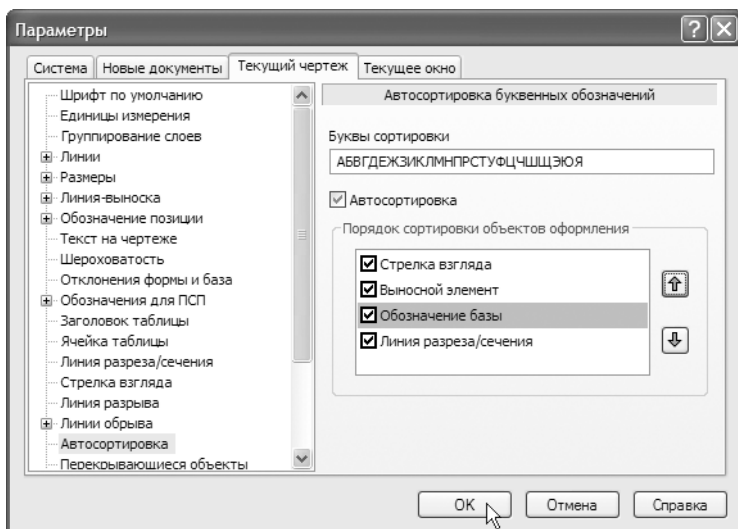 Параметры
Система Новые документы Текущий чертеж Текущее окно
Шрифт по умолчанию
Единицы измерения
Группирование слоев
Линии
Размеры
Линия-выноска
Обозначение позиции
Текст на чертеже
Шероховатость
Отклонения формы и база
Обозначения для ПСП
Заголовок таблицы
Ячейка таблицы
Линия разреза/сечения
Стрелка взгляда
Линия разрыва
Линии обрыва
Автосортировка
Перекрывающиеся объекты
Автосортировка буквенных обозначений
Буквы сортировки
АБВГДЕЖЗИКЛМНПРСТУФЦЧШЩЭЮЯ
Автосортировка
Порядок сортировки объектов оформления
Стрелка взгляда
Выносной элемент
Обозначение базы
Линия разреза/сечения
OK Отмена Справка